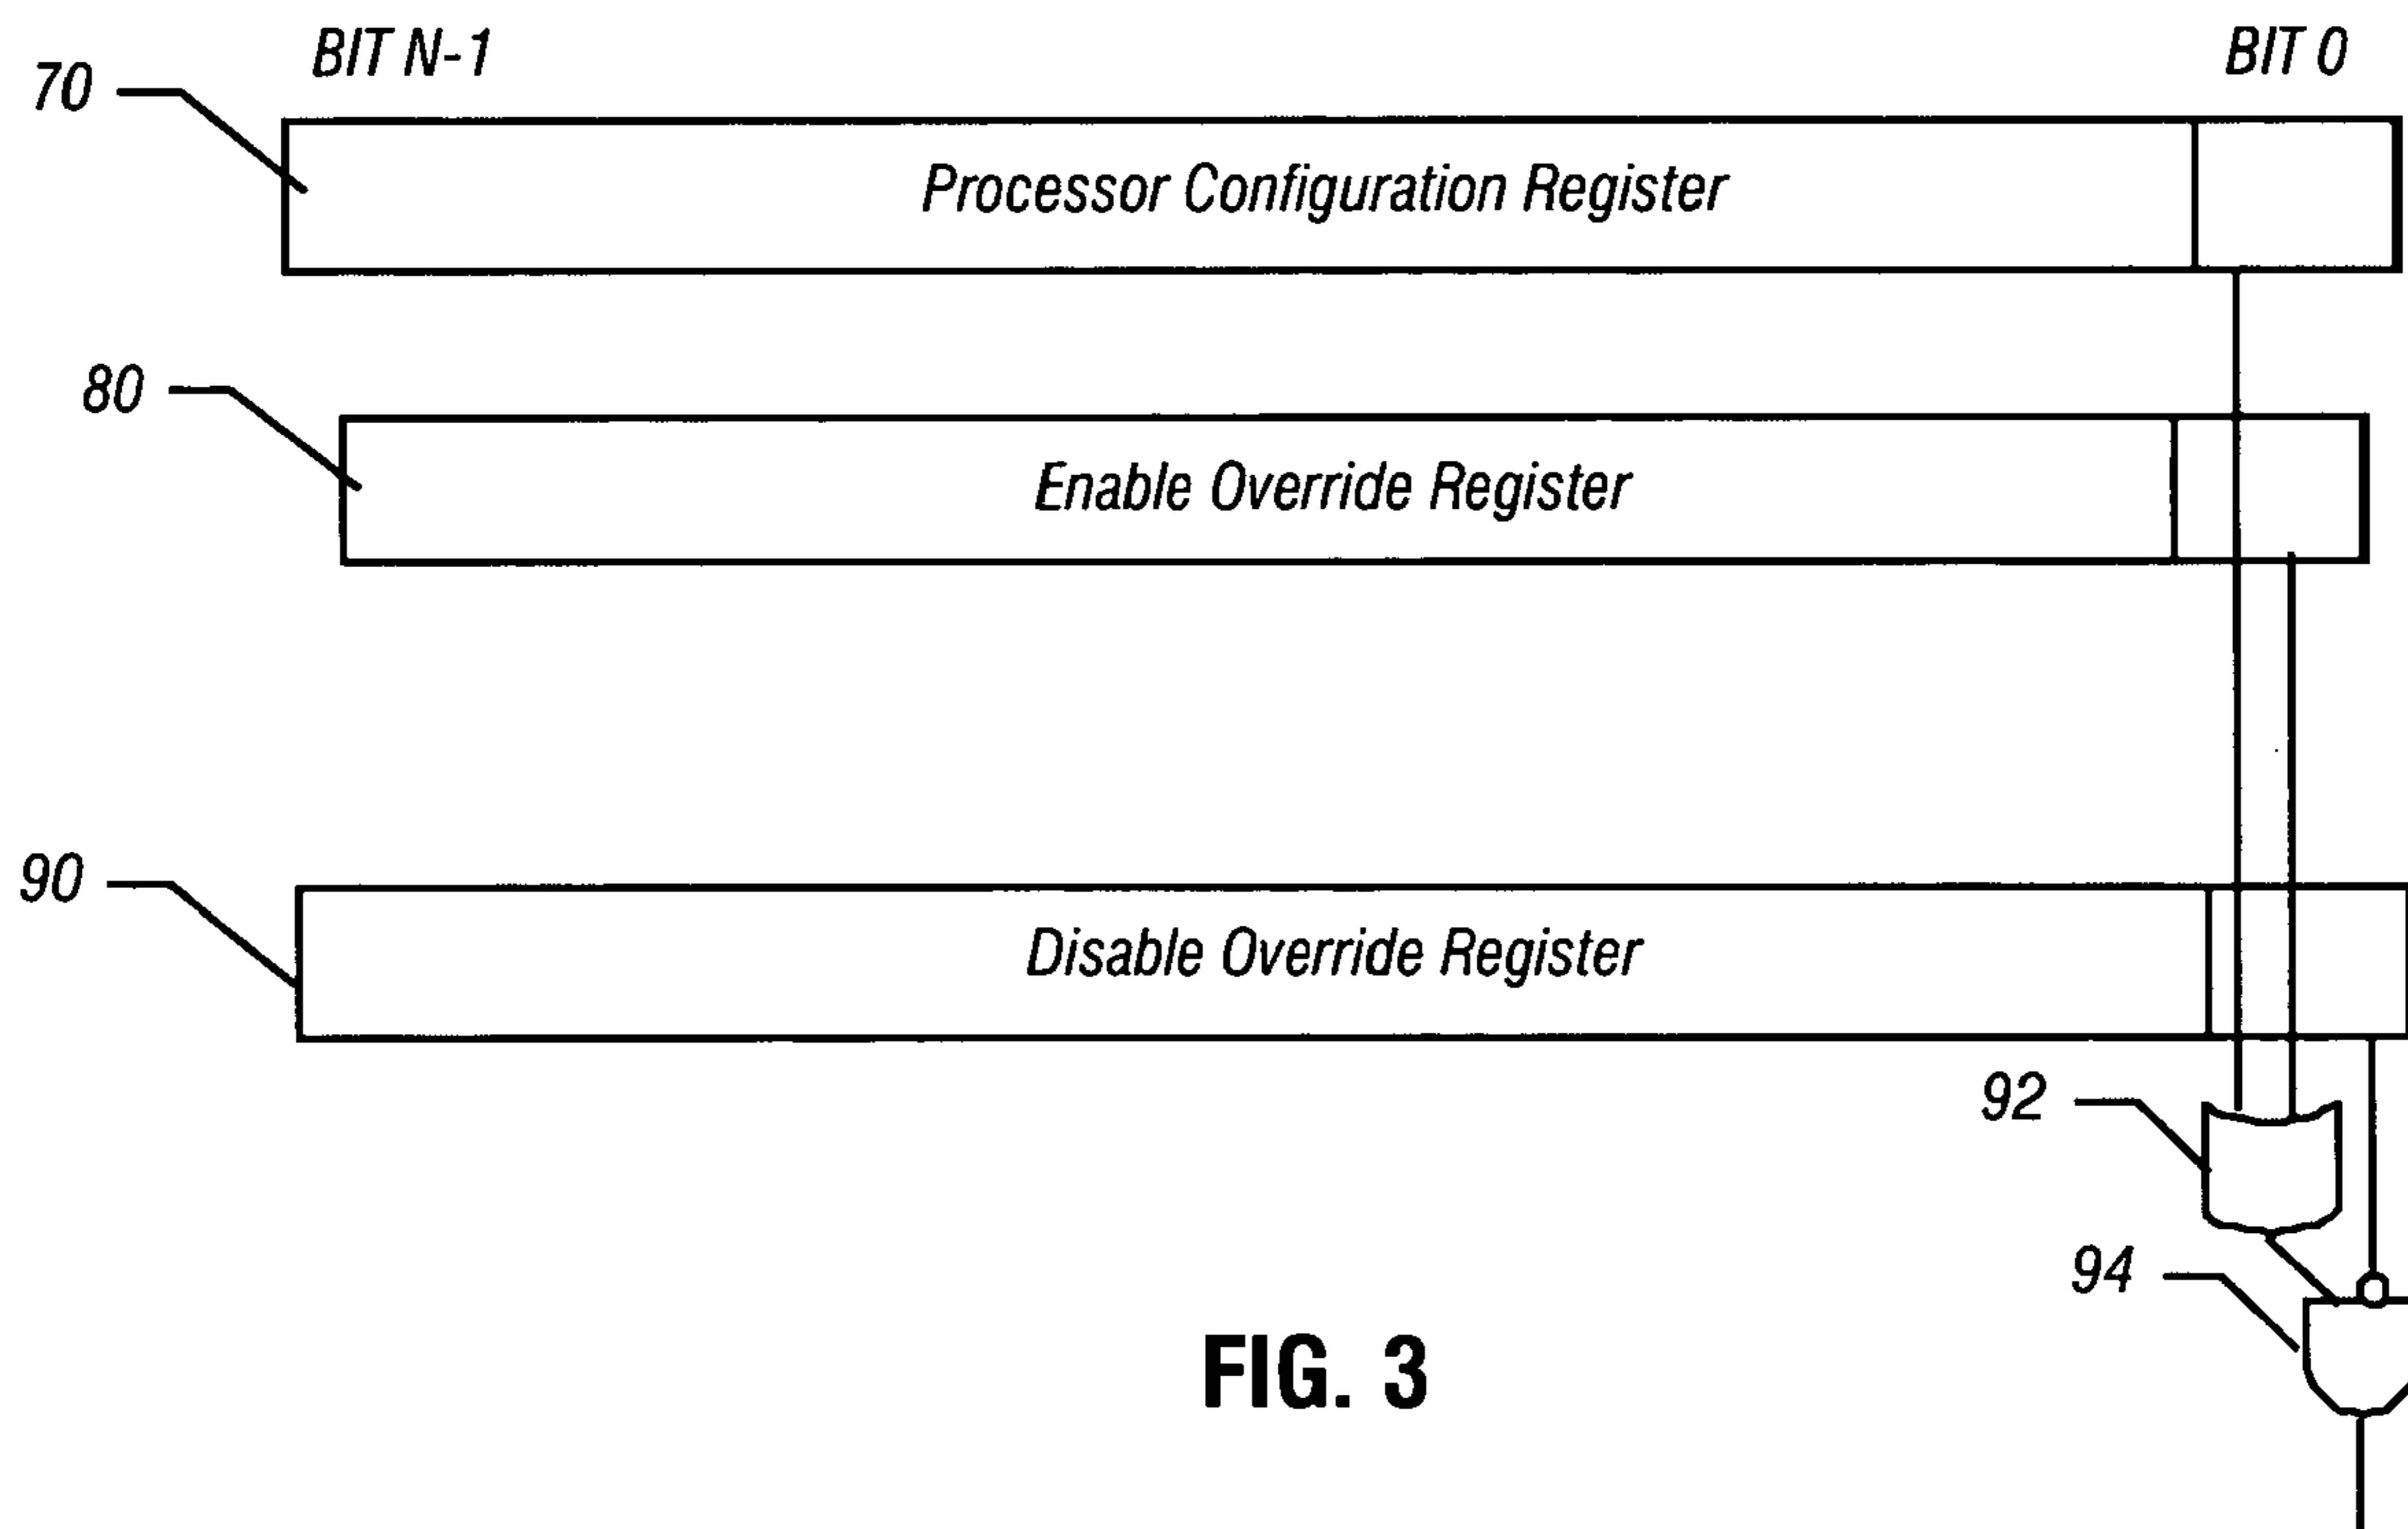 BIT N-1
BIT 0
70
Processor Configuration Register
80
Enable Override Register
90
Disable Override Register
92
94
FIG. 3